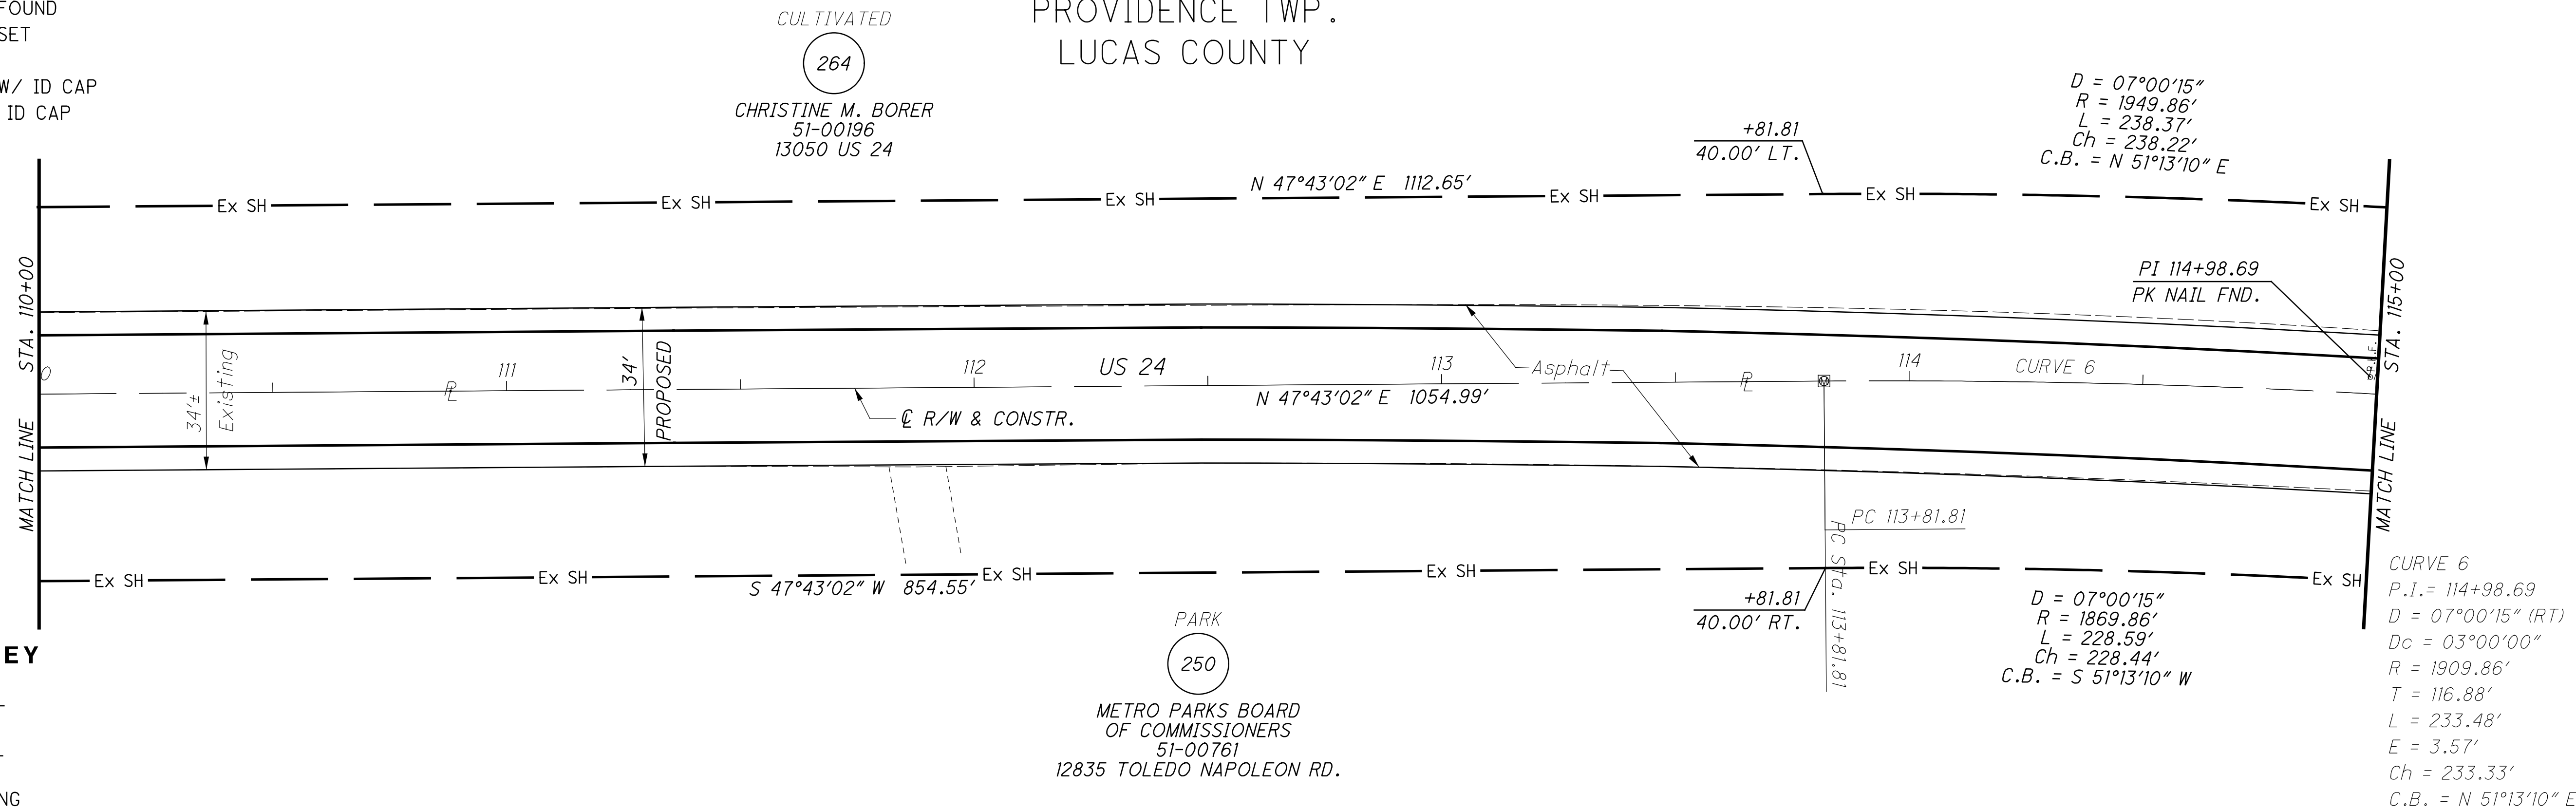 FOUND
SET
W/ ID CAP
ID CAP
CULTIVATED
264
CHRISTINE M. BORER
51-00196
13050 US 24
PROVIDENCE TWP.
LUCAS COUNTY
D = 07°00'15"
R = 1949.86'
L = 238.37'
Ch = 238.22'
C.B. = N 51°13'10" E
+81.81
40.00' LT.
N 47°43'02" E 1112.65'
Ex SH
Ex SH
Ex SH
Ex SH
Ex SH
Ex SH
PI 114+98.69
PK NAIL FND.
MATCH LINE STA. 110+00
MATCH LINE STA. 115+00
0
111
112
113
114
US 24
CURVE 6
34'±
Existing
34'
PROPOSED
PL
PL
Asphalt
N 47°43'02" E 1054.99'
CL R/W & CONSTR.
PC 113+81.81
PC Sta. 113+81.81
Ex SH
Ex SH
Ex SH
Ex SH
Ex SH
Ex SH
S 47°43'02" W 854.55'
+81.81
40.00' RT.
D = 07°00'15"
R = 1869.86'
L = 228.59'
Ch = 228.44'
C.B. = S 51°13'10" W
PARK
250
METRO PARKS BOARD
OF COMMISSIONERS
51-00761
12835 TOLEDO NAPOLEON RD.
CURVE 6
P.I.= 114+98.69
D = 07°00'15" (RT)
Dc = 03°00'00"
R = 1909.86'
T = 116.88'
L = 233.48'
E = 3.57'
Ch = 233.33'
C.B. = N 51°13'10" E
EY
NG